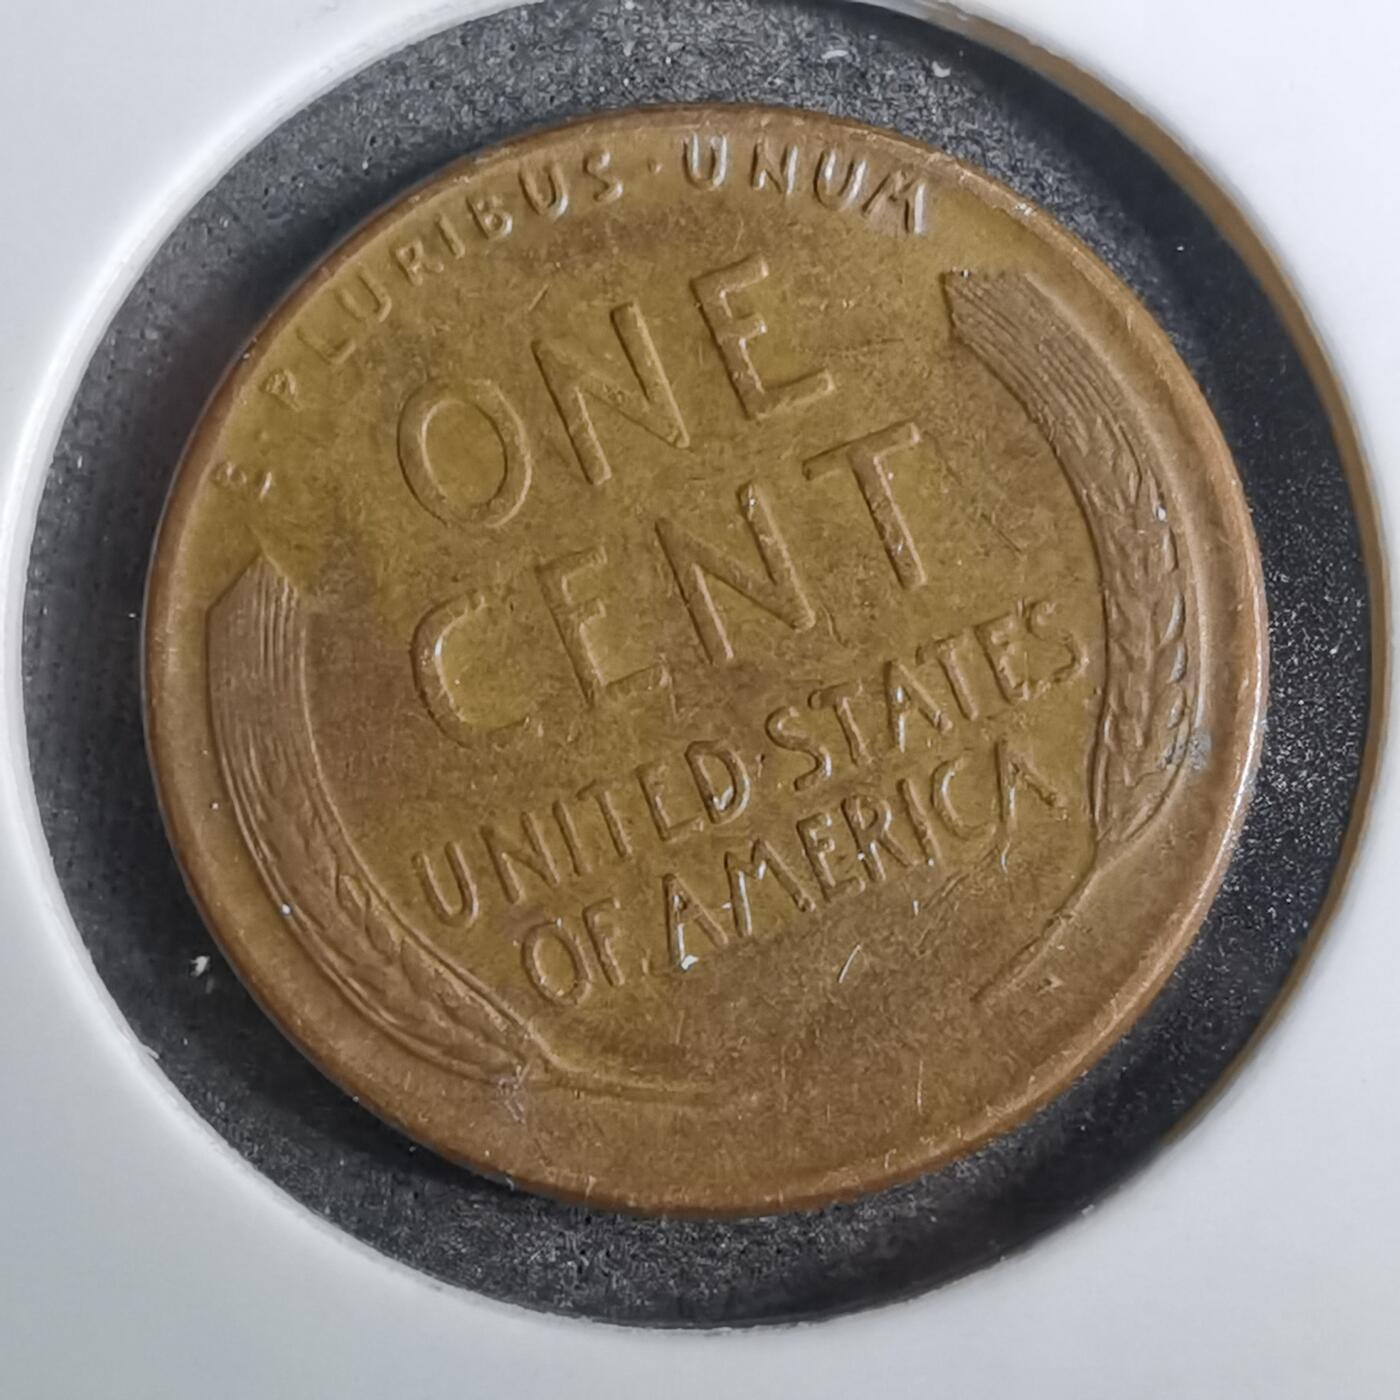 E · PLURIBUS · UNUM
ONE
CENT
UNITED·STATES
OF AMERICA